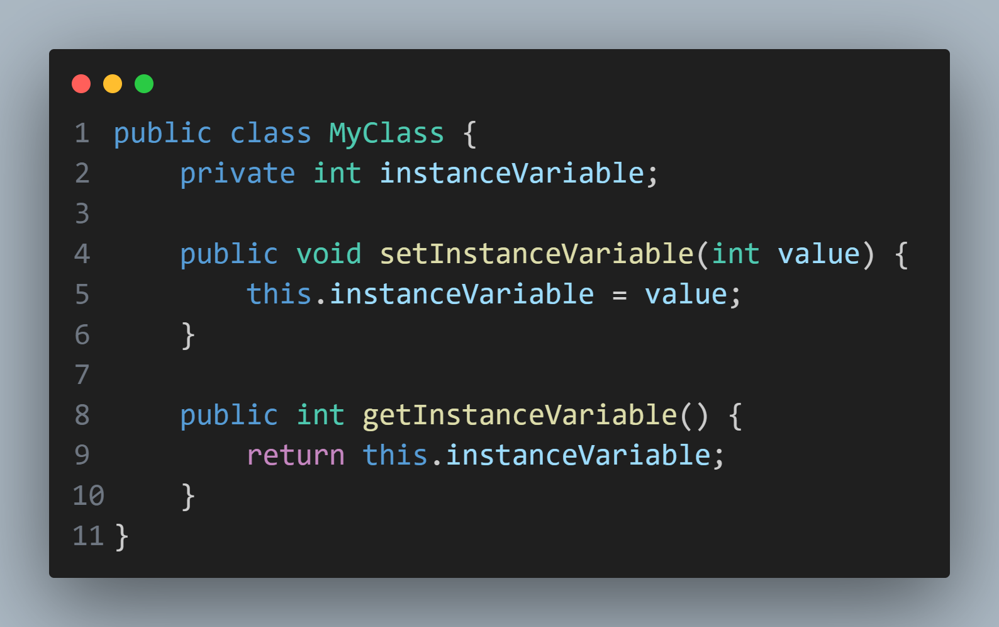 1 public class MyClass {
2     private int instanceVariable;
3
4     public void setInstanceVariable(int value) {
5         this.instanceVariable = value;
6     }
7
8     public int getInstanceVariable() {
9         return this.instanceVariable;
10     }
11 }